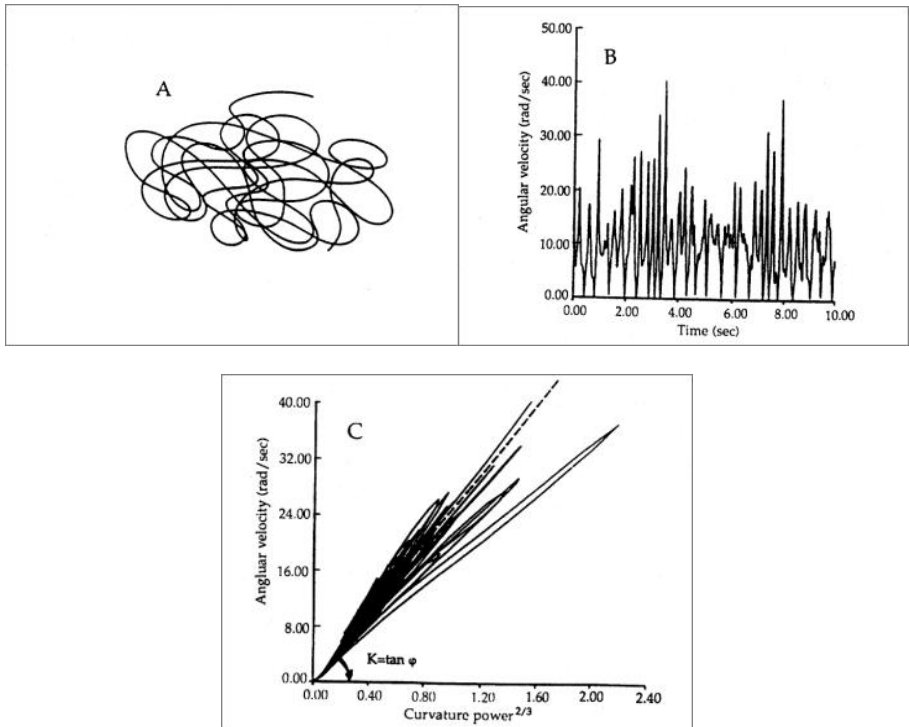 A
B
Angular velocity (rad/sec)
50.00
40.00
30.00
20.00
10.00
0.00
0.00 2.00 4.00 6.00 8.00 10.00
Time (sec)
C
Angluar velocity (rad/sec)
40.00
32.00
24.00
16.00
8.00
0.00
K=tan φ
0.00 0.40 0.80 1.20 1.60 2.00 2.40
Curvature power2/3